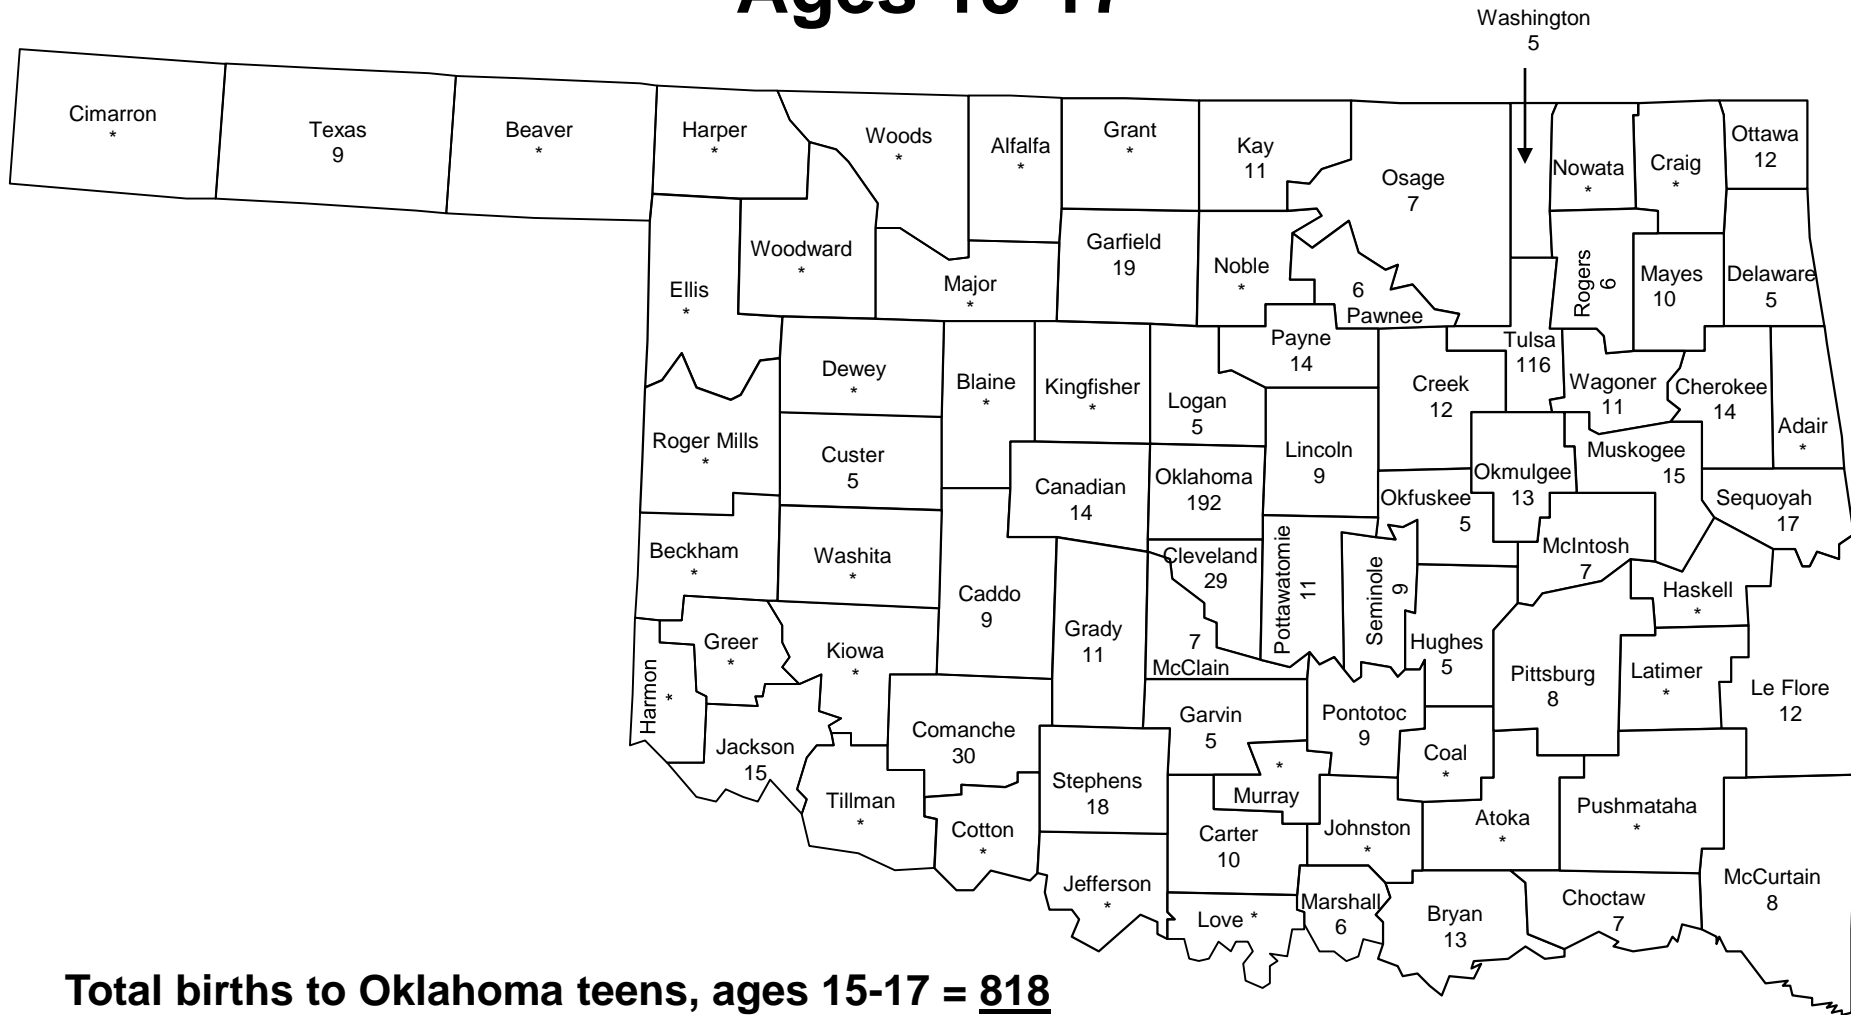 Ages 15-17
Washington
5
Cimarron
*
Texas
9
Beaver
*
Harper
*
Woods
*
Alfalfa
*
Grant
*
Kay
11
Osage
7
Nowata
*
Craig
*
Ottawa
12
Woodward
*
Ellis
*
Major
*
Garfield
19
Noble
*
6
Pawnee
Rogers
6
Mayes
10
Delaware
5
Dewey
*
Blaine
*
Kingfisher
*
Logan
5
Payne
14
Creek
12
Tulsa
116
Wagoner
11
Cherokee
14
Adair
*
Roger Mills
*
Custer
5
Canadian
14
Oklahoma
192
Lincoln
9
Okfuskee
5
Okmulgee
13
Muskogee
15
Sequoyah
17
Beckham
*
Washita
*
Caddo
9
Grady
11
Cleveland
29
7
McClain
Pottawatomie
11
Seminole
9
Hughes
5
McIntosh
7
Haskell
*
Harmon
*
Greer
*
Kiowa
*
Jackson
15
Comanche
30
Garvin
5
Pontotoc
9
Pittsburg
8
Latimer
*
Le Flore
12
Tillman
*
Cotton
*
Stephens
18
*
Murray
Coal
*
Carter
10
Johnston
*
Atoka
*
Pushmataha
*
Jefferson
*
Love *
Marshall
6
Bryan
13
Choctaw
7
McCurtain
8
Total births to Oklahoma teens, ages 15-17 = 818